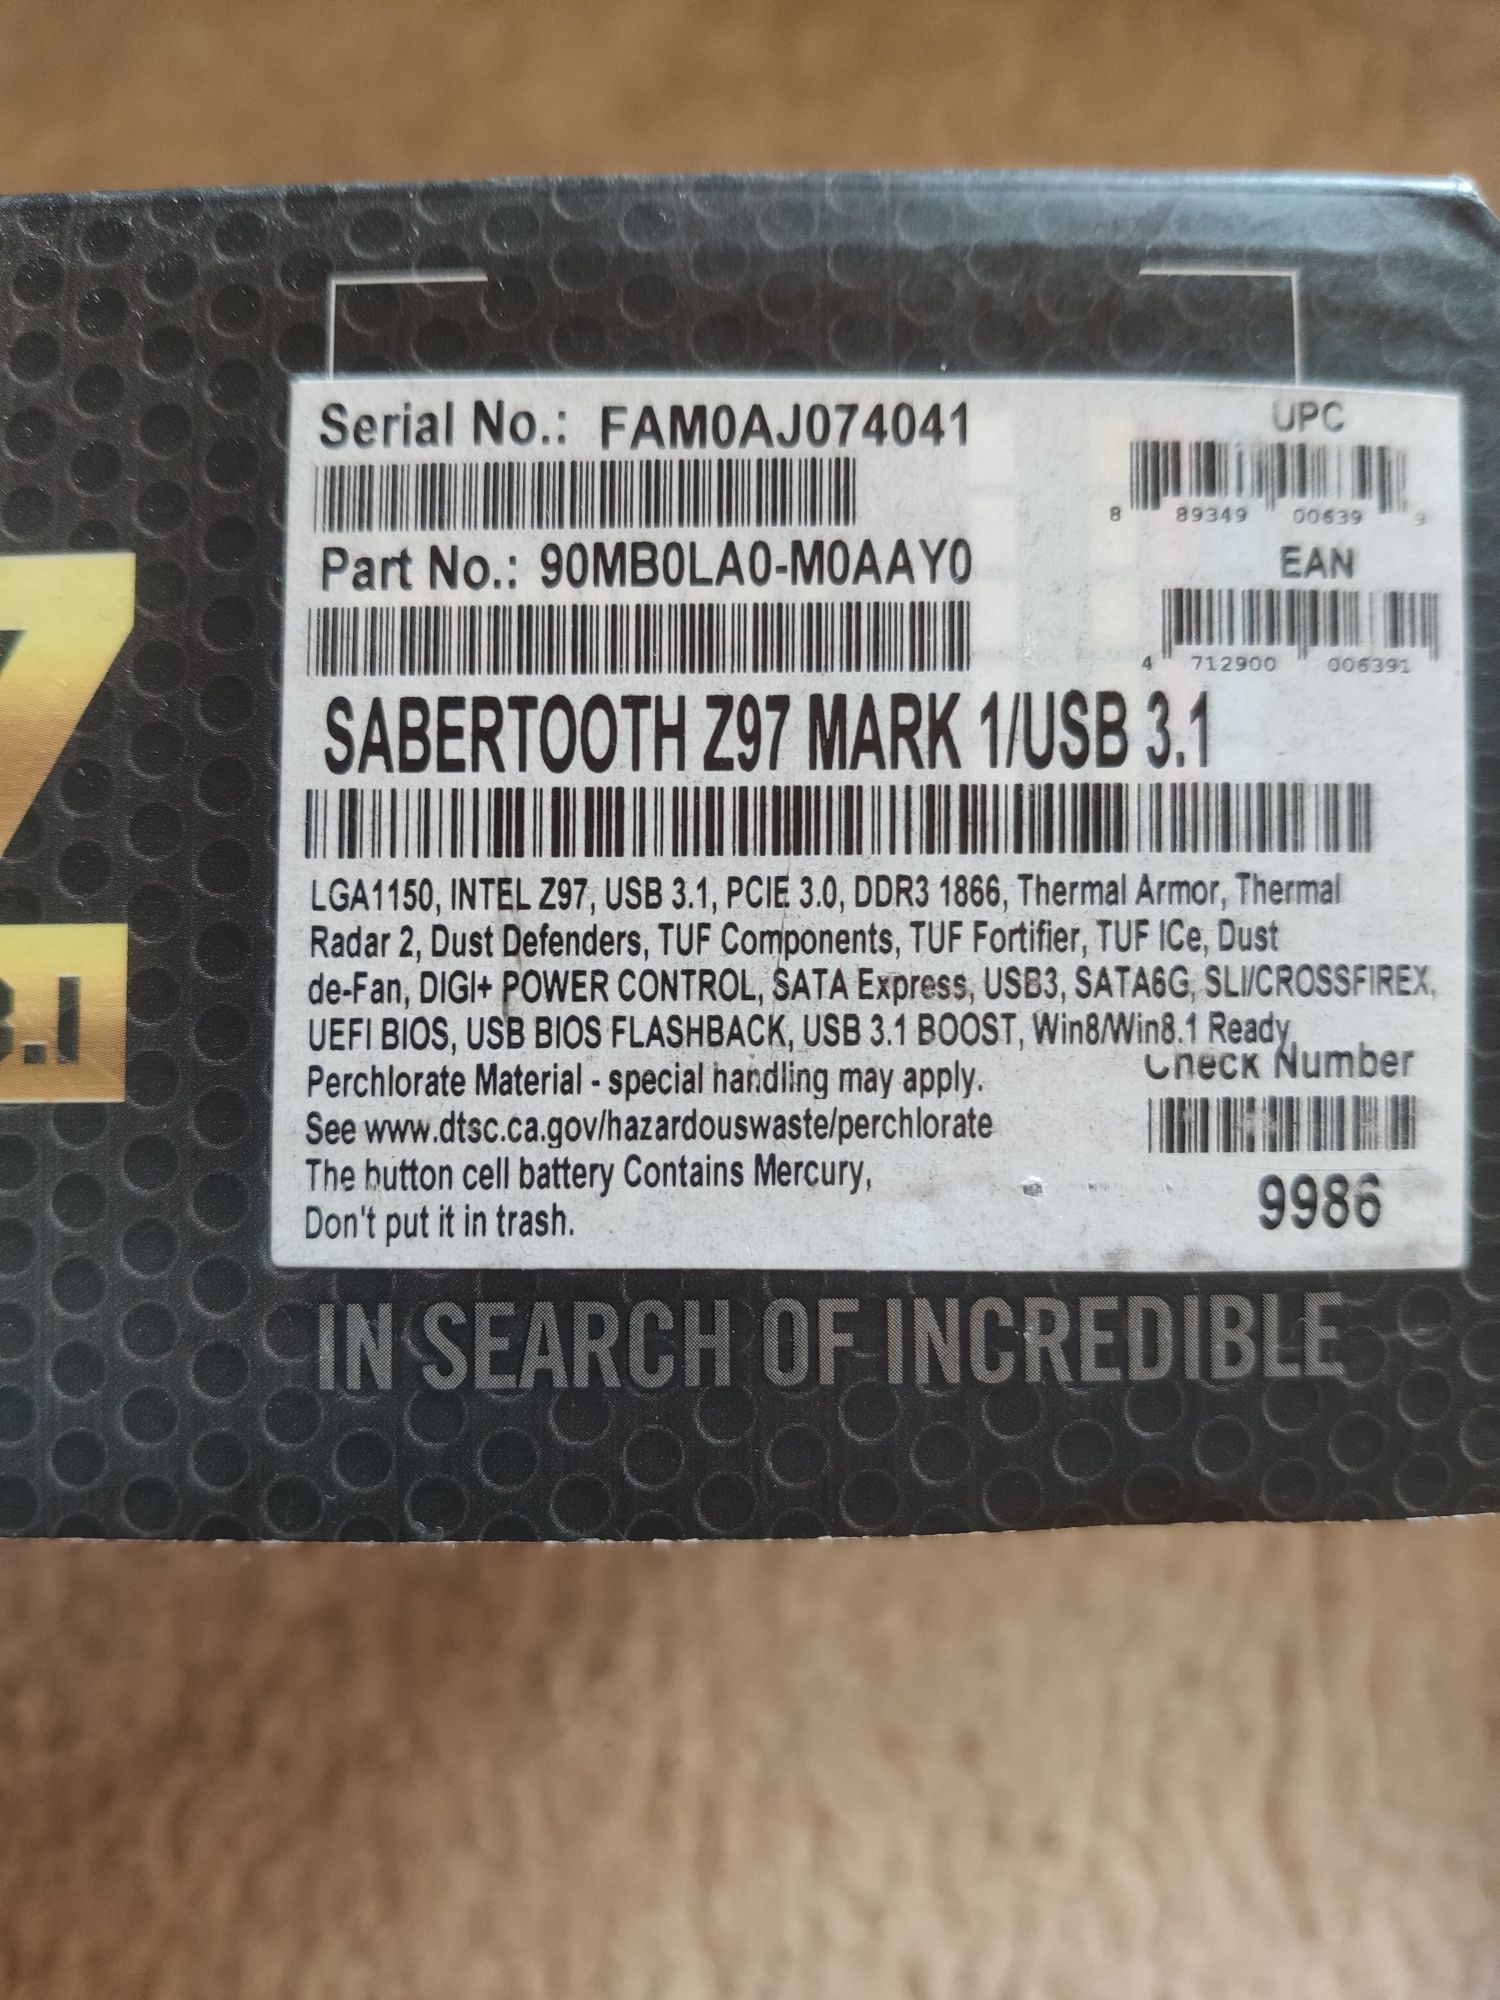 Serial No.: FAM0AJ074041
UPC
8 89349 00639 9
Part No.: 90MB0LA0-M0AAY0
EAN
4 712900 006391
SABERTOOTH Z97 MARK 1/USB 3.1
LGA1150, INTEL Z97, USB 3.1, PCIE 3.0, DDR3 1866, Thermal Armor, Thermal
Radar 2, Dust Defenders, TUF Components, TUF Fortifier, TUF ICe, Dust
de-Fan, DIGI+ POWER CONTROL, SATA Express, USB3, SATA6G, SLI/CROSSFIREX,
UEFI BIOS, USB BIOS FLASHBACK, USB 3.1 BOOST, Win8/Win8.1 Ready
Check Number
Perchlorate Material - special handling may apply.
See www.dtsc.ca.gov/hazardouswaste/perchlorate
The button cell battery Contains Mercury,
Don't put it in trash.
9986
7
3.1
IN SEARCH OF INCREDIBLE